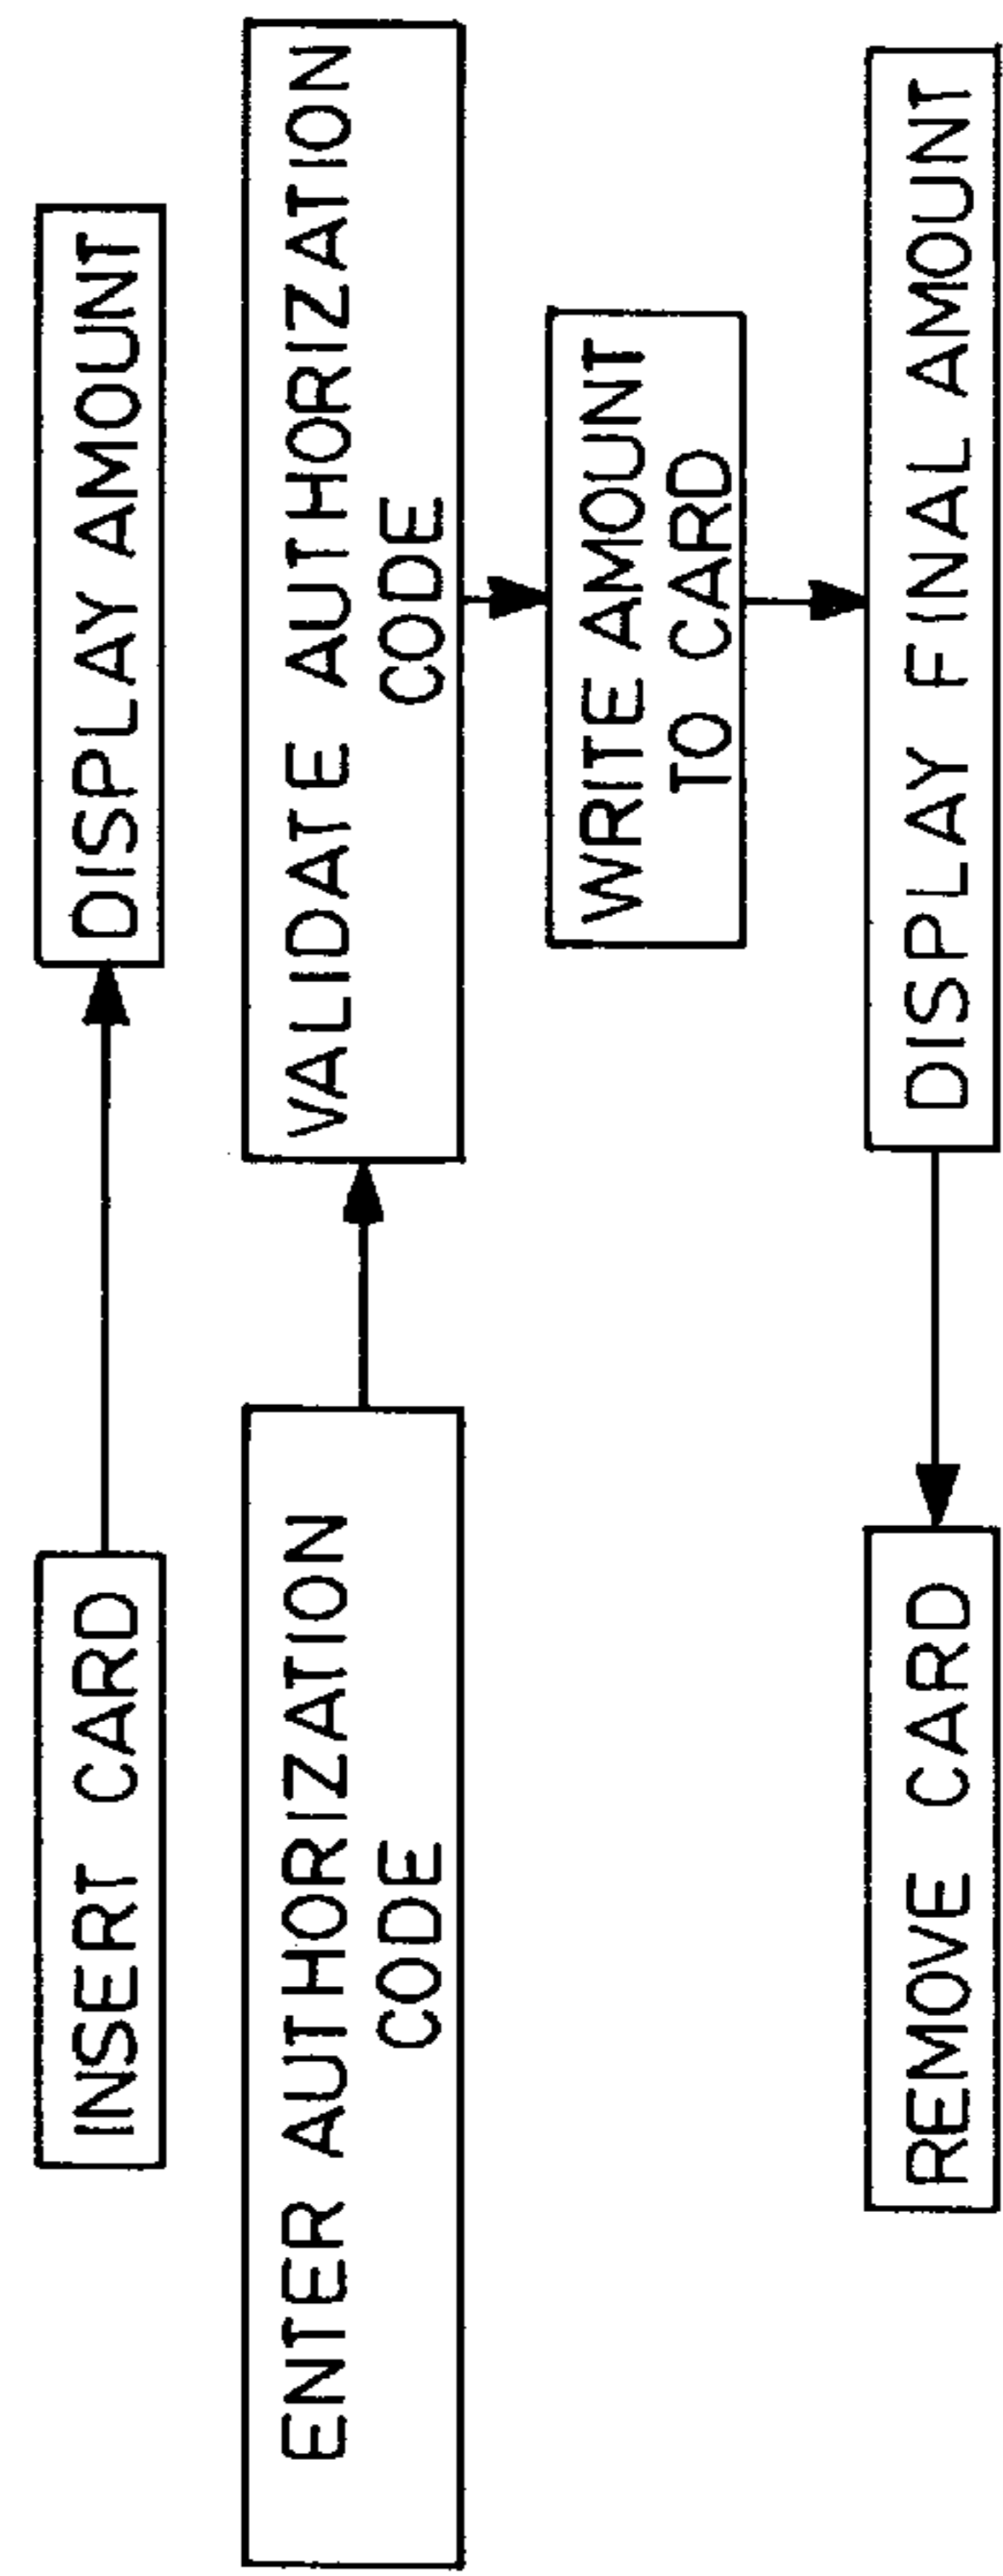 INSERT CARD
DISPLAY AMOUNT
ENTER AUTHORIZATION
CODE
VALIDATE AUTHORIZATION
CODE
WRITE AMOUNT
TO CARD
REMOVE CARD
DISPLAY FINAL AMOUNT